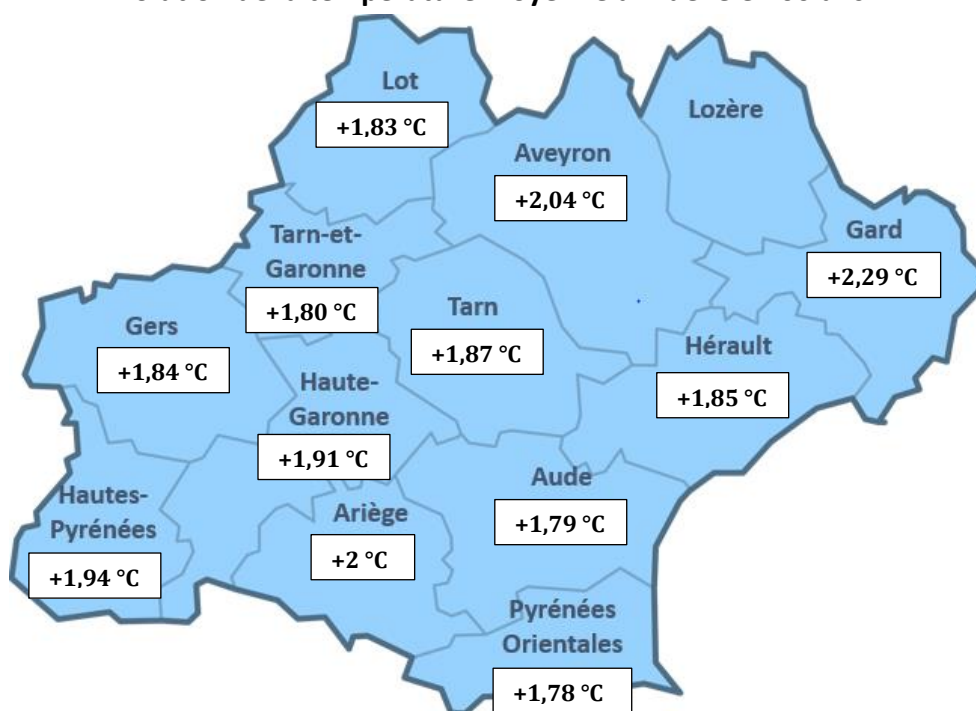 Lot
+1,83 °C
Lozère
Aveyron
+2,04 °C
Gard
+2,29 °C
Tarn-et-
Garonne
+1,80 °C
Tarn
+1,87 °C
Gers
+1,84 °C
Hérault
+1,85 °C
Haute-
Garonne
+1,91 °C
Aude
+1,79 °C
Hautes-
Pyrénées
+1,94 °C
Ariège
+2 °C
Pyrénées
Orientales
+1,78 °C